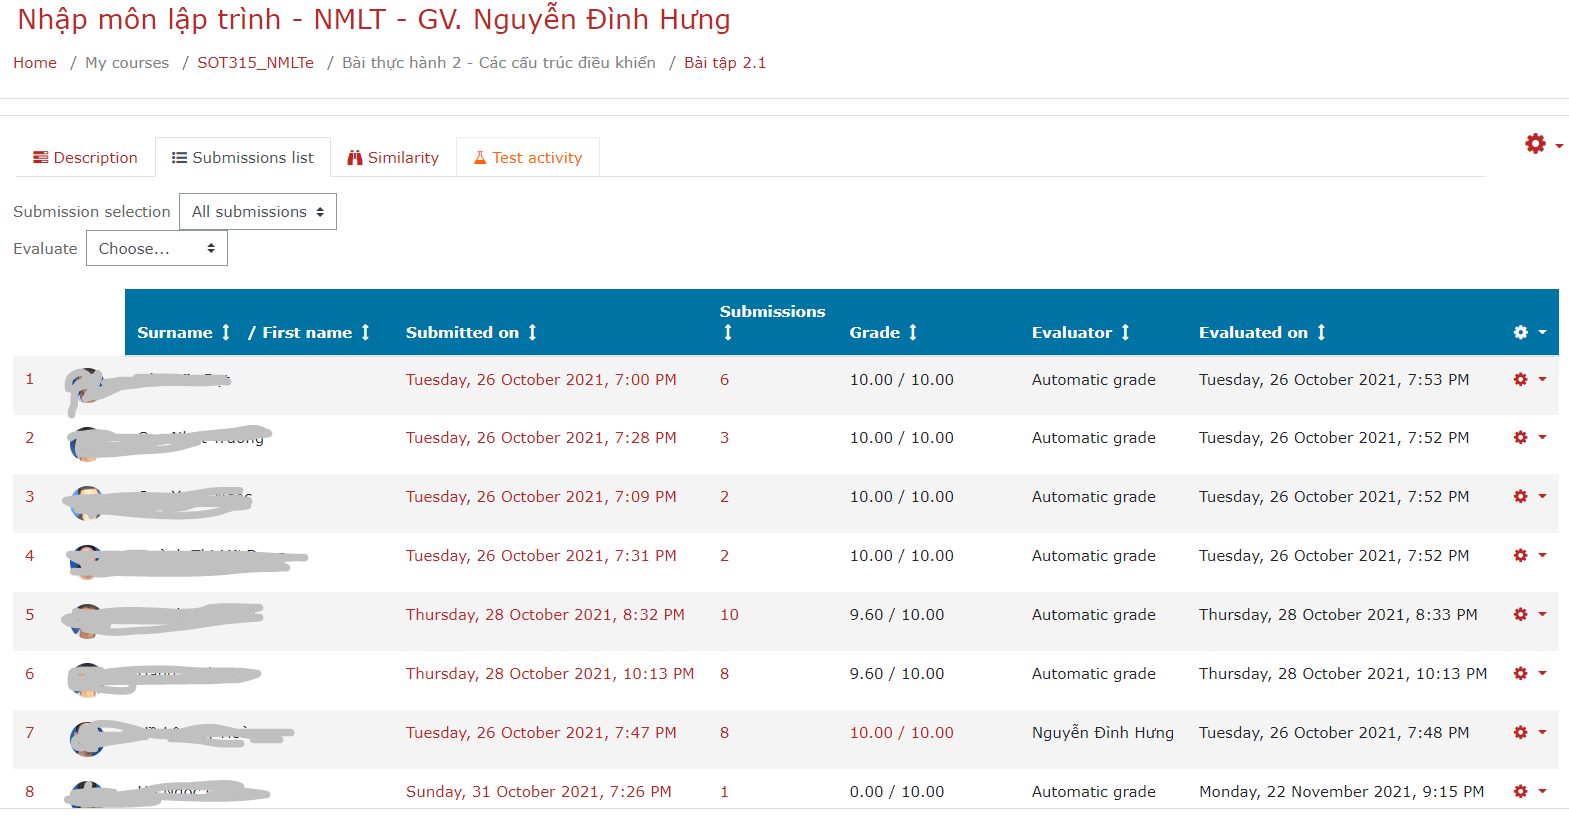 Nhập môn lập trình - NMLT - GV. Nguyễn Đình Hưng
Home / My courses / SOT315_NMLTe / Bài thực hành 2 - Các cấu trúc điều khiển / Bài tập 2.1
Description Submissions list Similarity Test activity
Submission selection All submissions
Evaluate Choose...
Submissions
Surname / First name Submitted on Grade Evaluator Evaluated on
1 Tuesday, 26 October 2021, 7:00 PM 6 10.00 / 10.00 Automatic grade Tuesday, 26 October 2021, 7:53 PM
2 Tuesday, 26 October 2021, 7:28 PM 3 10.00 / 10.00 Automatic grade Tuesday, 26 October 2021, 7:52 PM
3 Tuesday, 26 October 2021, 7:09 PM 2 10.00 / 10.00 Automatic grade Tuesday, 26 October 2021, 7:52 PM
4 Tuesday, 26 October 2021, 7:31 PM 2 10.00 / 10.00 Automatic grade Tuesday, 26 October 2021, 7:52 PM
5 Thursday, 28 October 2021, 8:32 PM 10 9.60 / 10.00 Automatic grade Thursday, 28 October 2021, 8:33 PM
6 Thursday, 28 October 2021, 10:13 PM 8 9.60 / 10.00 Automatic grade Thursday, 28 October 2021, 10:13 PM
7 Tuesday, 26 October 2021, 7:47 PM 8 10.00 / 10.00 Nguyễn Đình Hưng Tuesday, 26 October 2021, 7:48 PM
8 Sunday, 31 October 2021, 7:26 PM 1 0.00 / 10.00 Automatic grade Monday, 22 November 2021, 9:15 PM